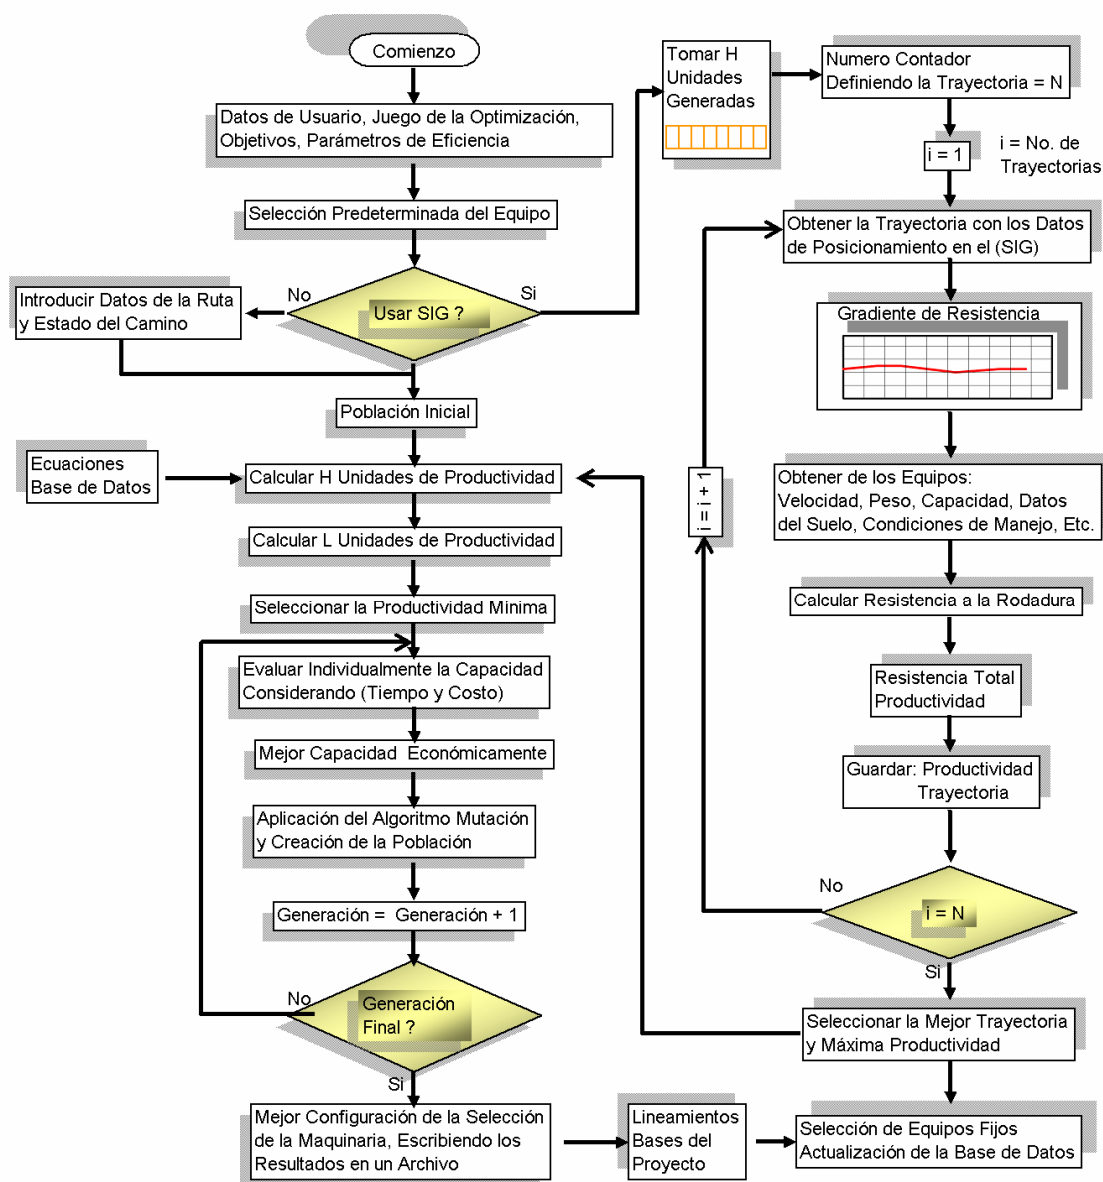 Comienzo
Datos de Usuario, Juego de la Optimización,
Objetivos, Parámetros de Eficiencia
Selección Predeterminada del Equipo
Usar SIG ?
No
Si
Introducir Datos de la Ruta
y Estado del Camino
Población Inicial
Ecuaciones
Base de Datos
Calcular H Unidades de Productividad
Calcular L Unidades de Productividad
Seleccionar la Productividad Mínima
Evaluar Individualmente la Capacidad
Considerando (Tiempo y Costo)
Mejor Capacidad Económicamente
Aplicación del Algoritmo Mutación
y Creación de la Población
Generación = Generación + 1
Generación
Final ?
No
Si
Mejor Configuración de la Selección
de la Maquinaria, Escribiendo los
Resultados en un Archivo
Lineamientos
Bases del
Proyecto
Tomar H
Unidades
Generadas
Numero Contador
Definiendo la Trayectoria = N
i = 1
i = No. de
Trayectorias
Obtener la Trayectoria con los Datos
de Posicionamiento en el (SIG)
Gradiente de Resistencia
Obtener de los Equipos:
Velocidad, Peso, Capacidad, Datos
del Suelo, Condiciones de Manejo, Etc.
i = i + 1
Calcular Resistencia a la Rodadura
Resistencia Total
Productividad
Guardar: Productividad
Trayectoria
i = N
No
Si
Seleccionar la Mejor Trayectoria
y Máxima Productividad
Selección de Equipos Fijos
Actualización de la Base de Datos